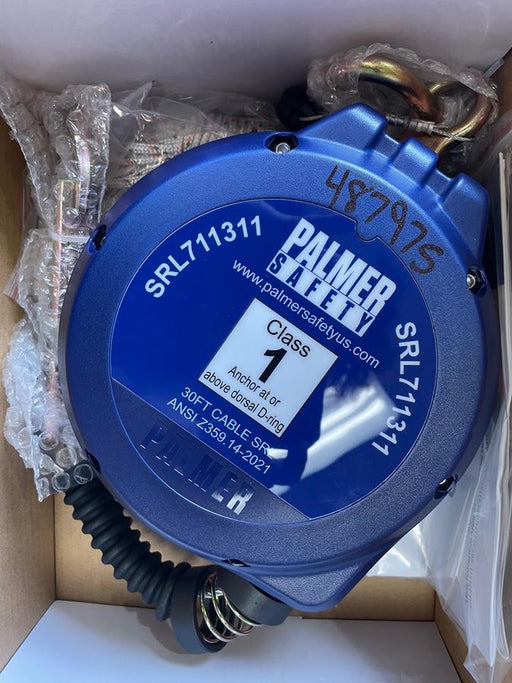 487975
SRL711311
PALMER
SAFETY
www.palmersafetyus.com
SRL711311
Class
1
Anchor at or
above dorsal D-ring
30FT CABLE SRL
ANSI Z359.14-2021
PALMER